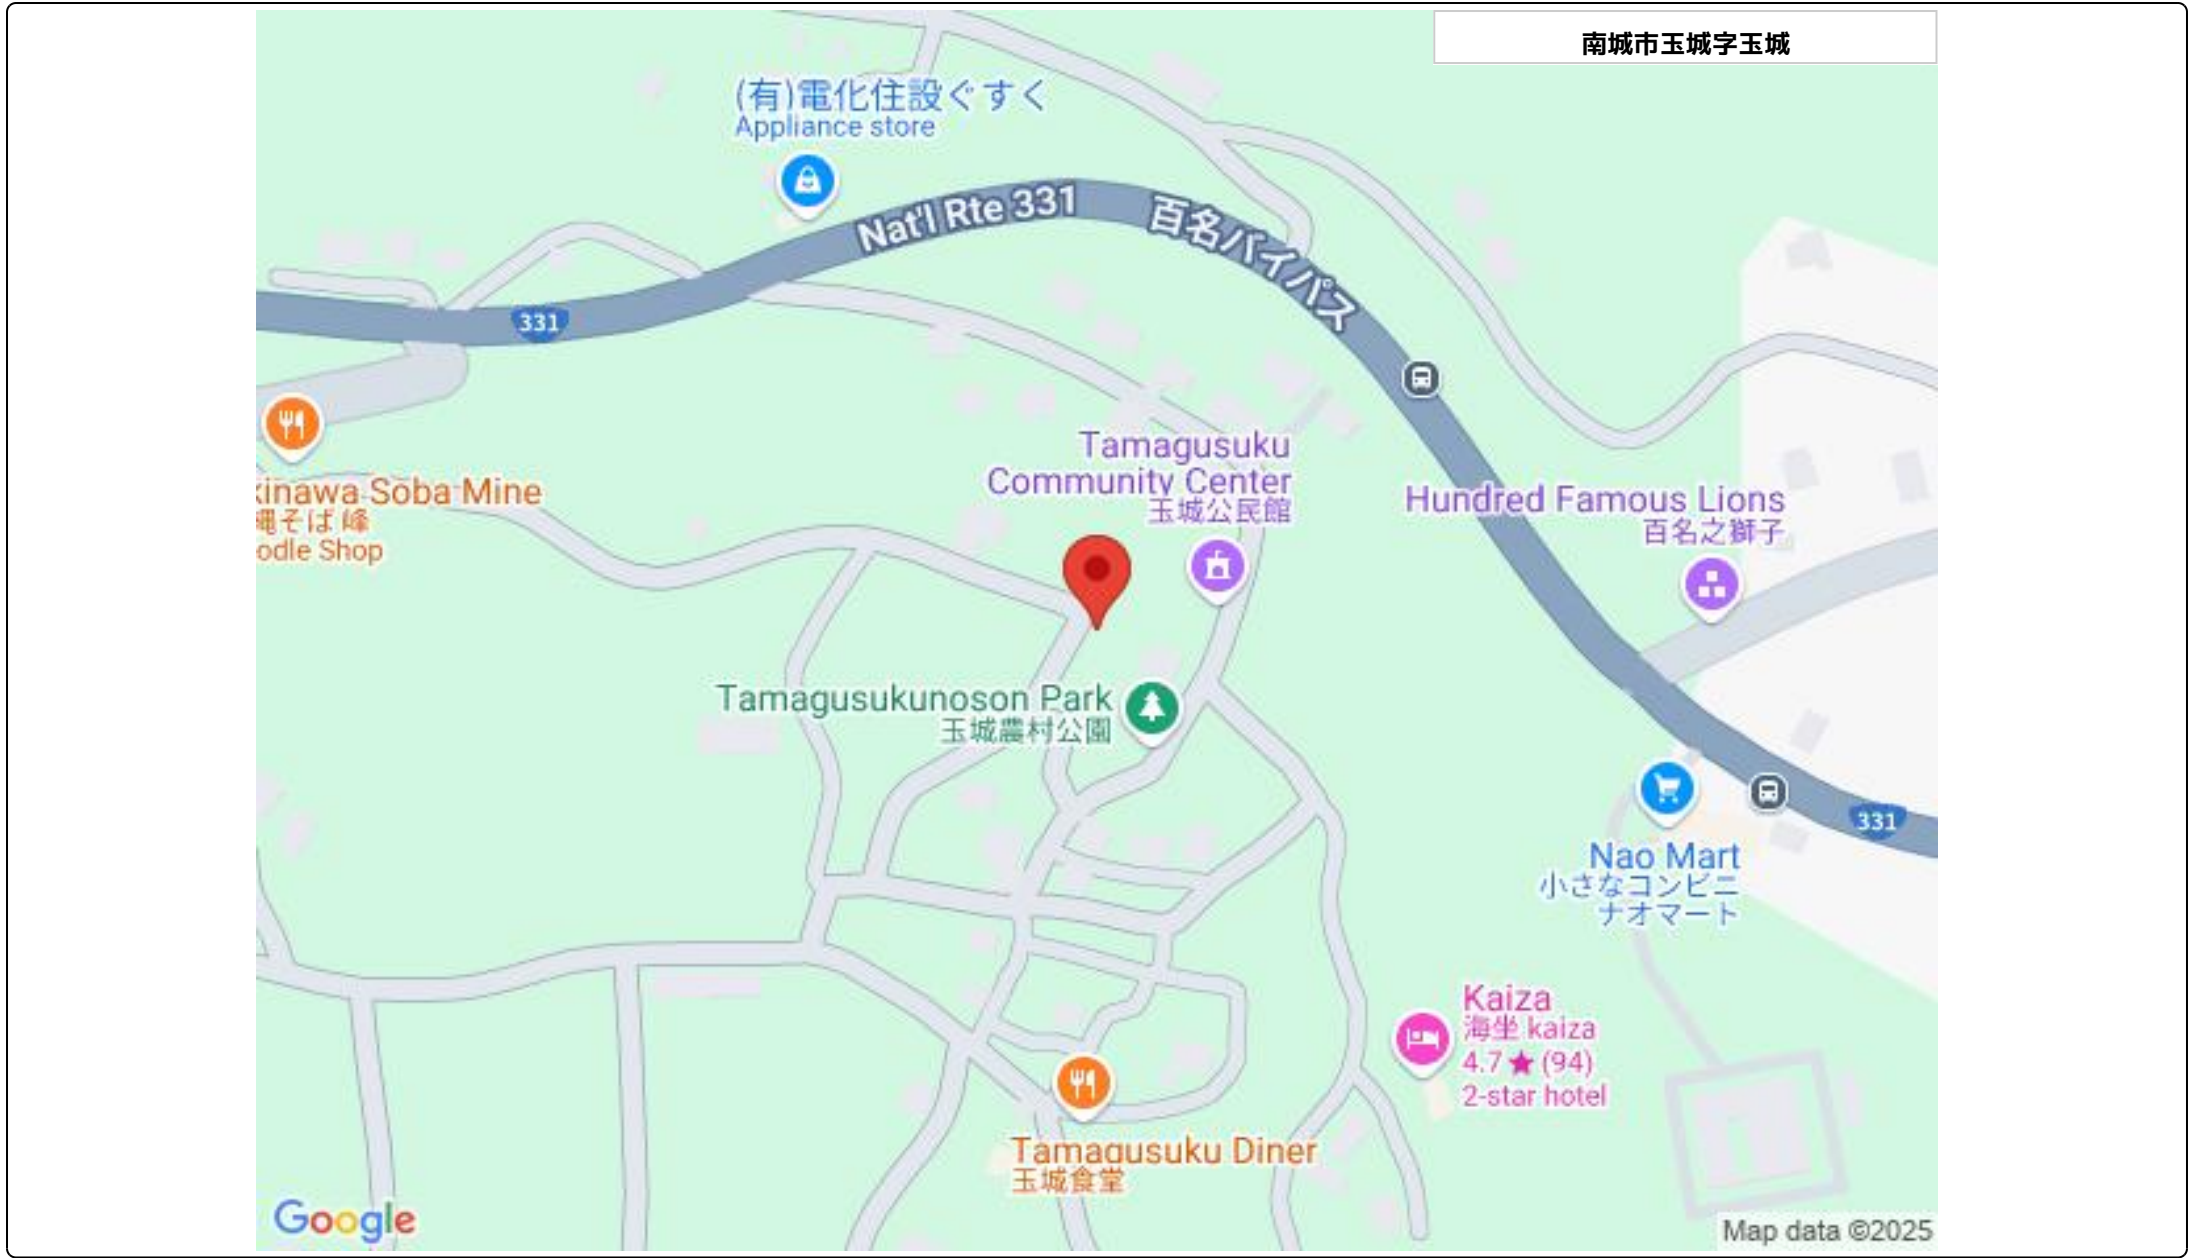 南城市玉城字玉城
(有)電化住設ぐすく
Appliance store
Nat'l Rte 331
百名バイパス
331
kinawa Soba Mine
縄そば 峰
odle Shop
Tamagusuku
Community Center
玉城公民館
Hundred Famous Lions
百名之獅子
Tamagusukunoson Park
玉城農村公園
331
Nao Mart
小さなコンビニ
ナオマート
Kaiza
海坐 kaiza
4.7 ★ (94)
2-star hotel
Tamagusuku Diner
玉城食堂
Google
Map data ©2025